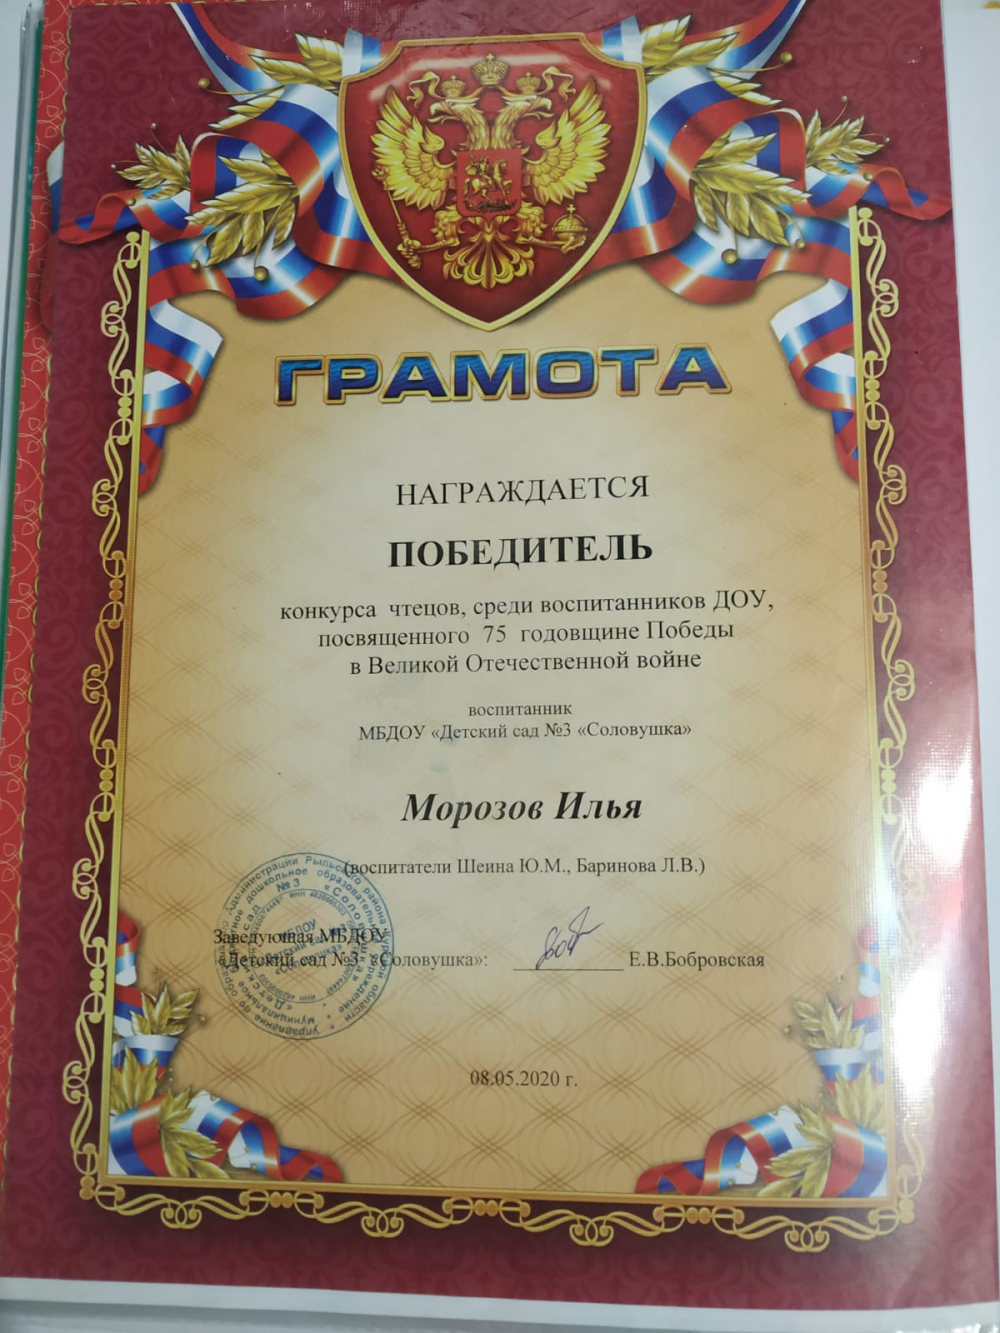 ГРАМОТА
НАГРАЖДАЕТСЯ
ПОБЕДИТЕЛЬ
конкурса чтецов, среди воспитанников ДОУ,
посвященного 75 годовщине Победы
в Великой Отечественной войне
воспитанник
МБДОУ «Детский сад №3 «Соловушка»
Морозов Илья
(воспитатели Шеина Ю.М., Баринова Л.В.)
Заведующая МБДОУ
«Детский сад №3 «Соловушка»: Е.В.Бобровская
08.05.2020 г.